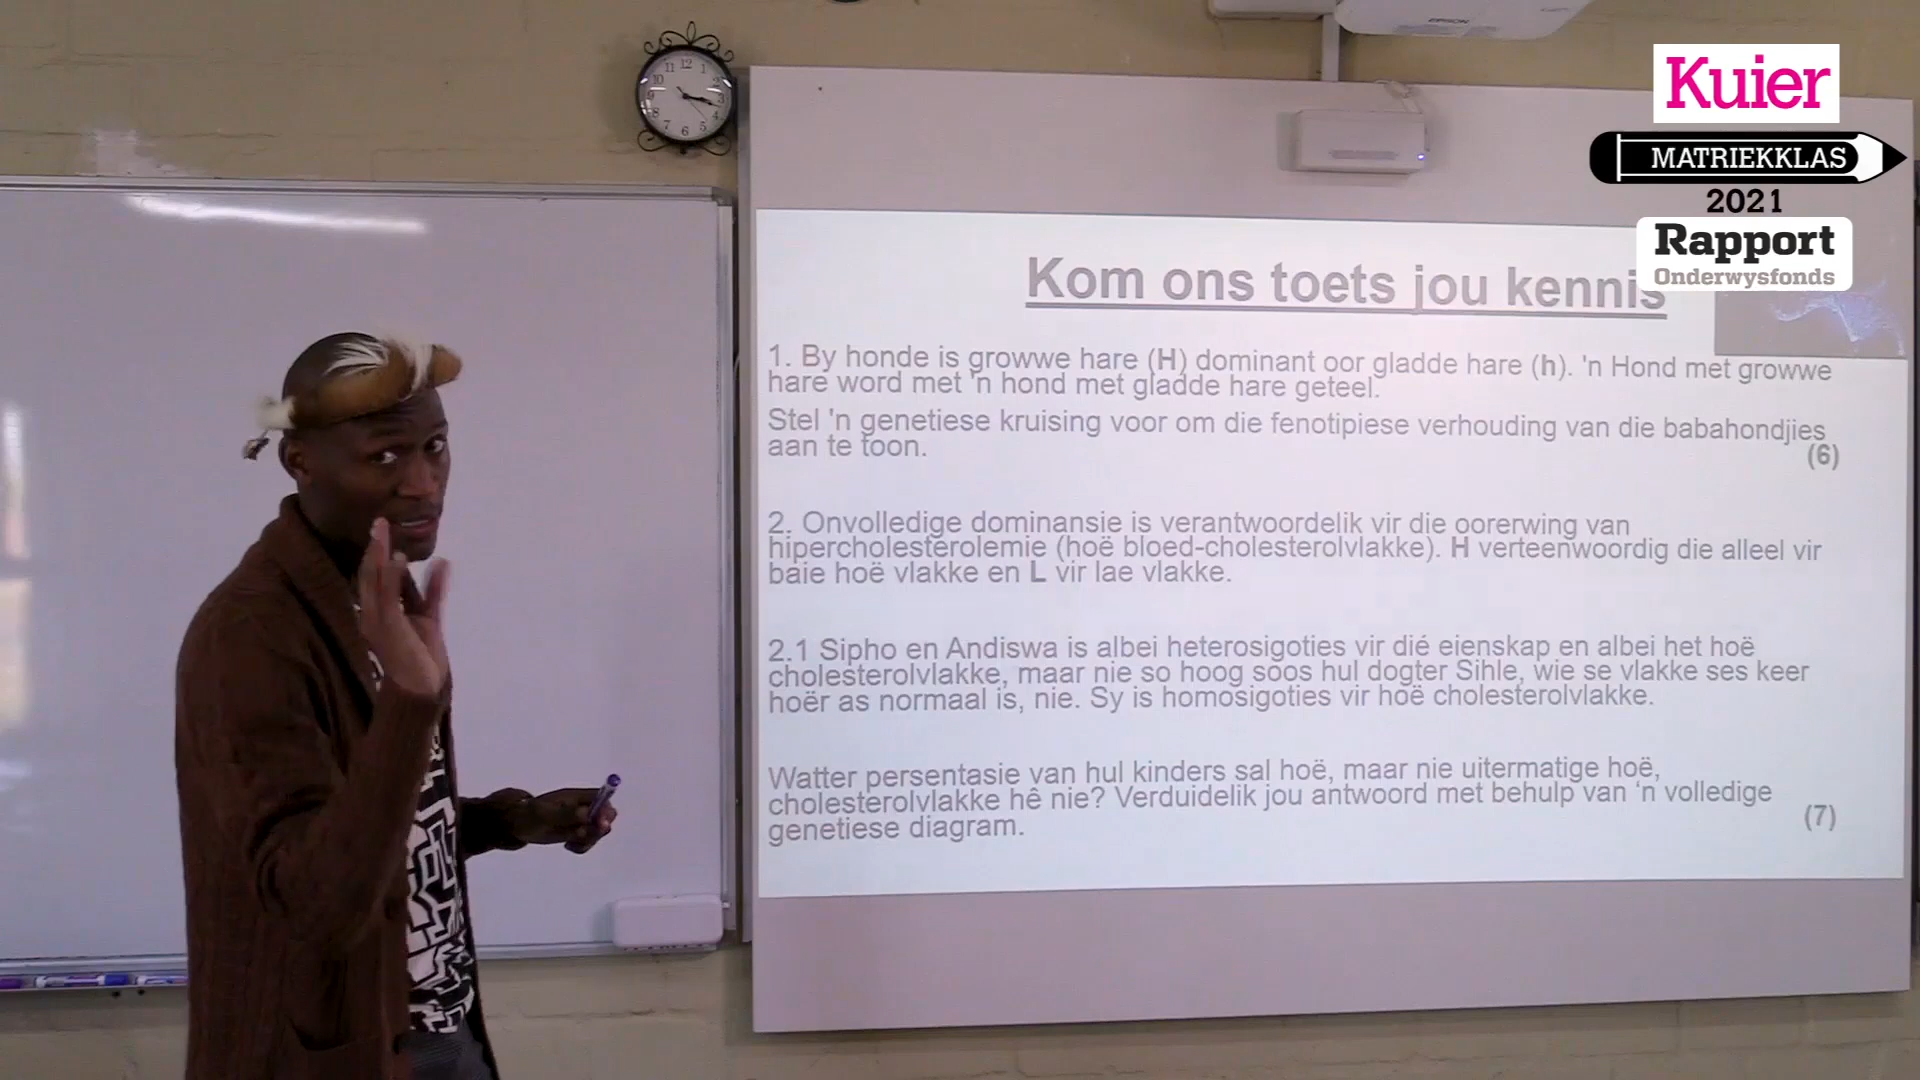 EPSON
Kuier
MATRIEKKLAS
2021
Rapport
Onderwysfonds
Kom ons toets jou kennis
1. By honde is growwe hare (H) dominant oor gladde hare (h). 'n Hond met growwe
hare word met 'n hond met gladde hare geteel.
Stel 'n genetiese kruising voor om die fenotipiese verhouding van die babahondjies
aan te toon.
(6)
2. Onvolledige dominansie is verantwoordelik vir die oorerwing van
hipercholesterolemie (hoë bloed-cholesterolvlakke). H verteenwoordig die alleel vir
baie hoë vlakke en L vir lae vlakke.
2.1 Sipho en Andiswa is albei heterosigoties vir dié eienskap en albei het hoë
cholesterolvlakke, maar nie so hoog soos hul dogter Sihle, wie se vlakke ses keer
hoër as normaal is, nie. Sy is homosigoties vir hoë cholesterolvlakke.
Watter persentasie van hul kinders sal hoë, maar nie uitermatige hoë,
cholesterolvlakke hê nie? Verduidelik jou antwoord met behulp van ‘n volledige
genetiese diagram.
(7)